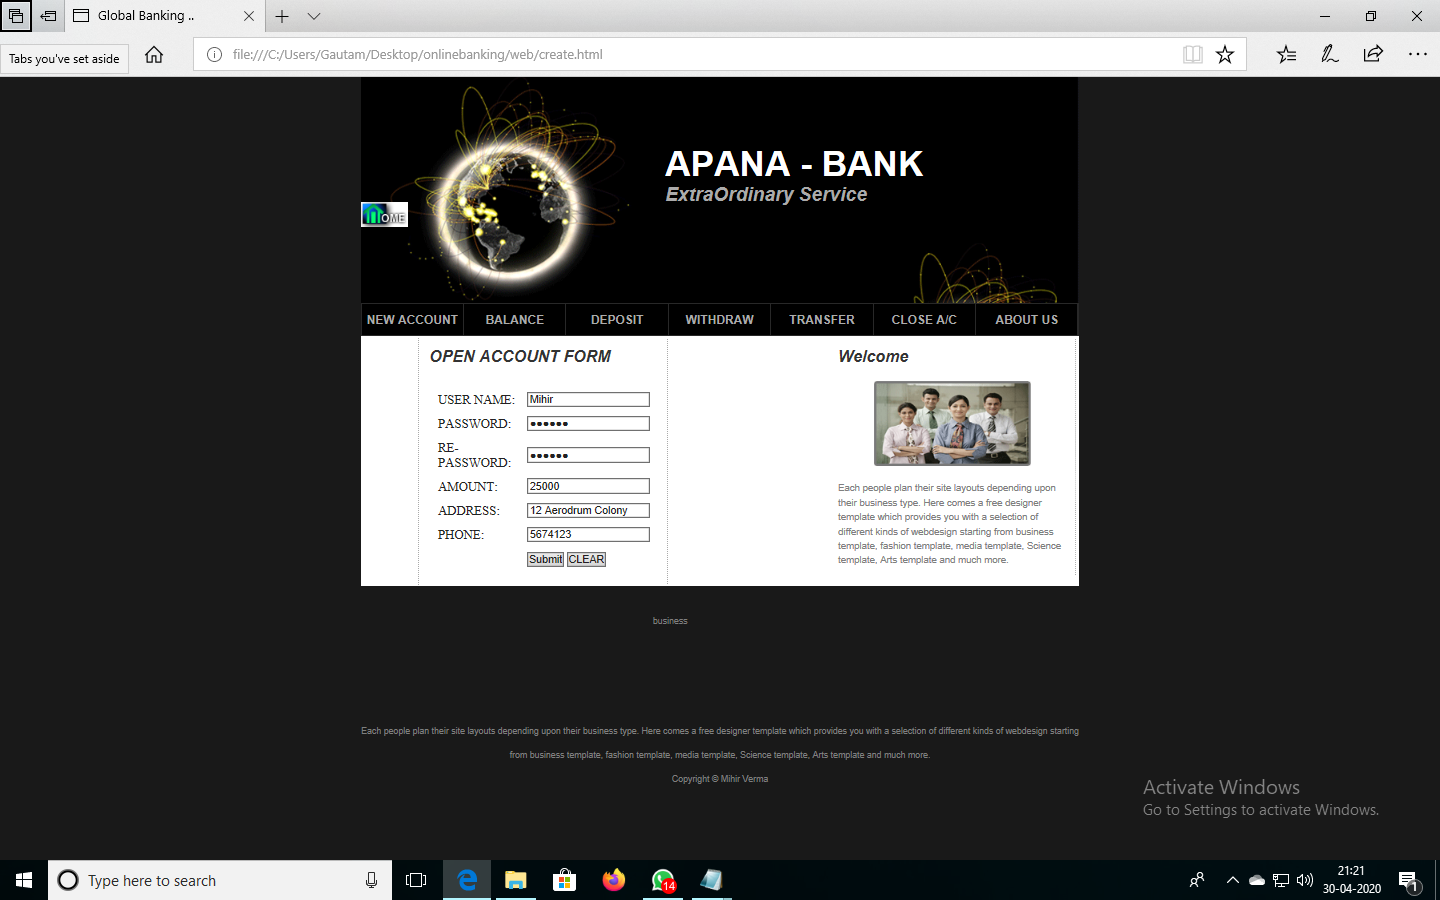 Global Banking ..
Tabs you've set aside
file:///C:/Users/Gautam/Desktop/onlinebanking/web/create.html
APANA - BANK
ExtraOrdinary Service
HOME
NEW ACCOUNT BALANCE DEPOSIT WITHDRAW TRANSFER CLOSE A/C ABOUT US
OPEN ACCOUNT FORM
USER NAME: Mihir
PASSWORD: ●●●●●●
RE-
PASSWORD: ●●●●●●
AMOUNT: 25000
ADDRESS: 12 Aerodrum Colony
PHONE: 5674123
Submit CLEAR
Welcome
Each people plan their site layouts depending upon
their business type. Here comes a free designer
template which provides you with a selection of
different kinds of webdesign starting from business
template, fashion template, media template, Science
template, Arts template and much more.
business
Each people plan their site layouts depending upon their business type. Here comes a free designer template which provides you with a selection of different kinds of webdesign starting
from business template, fashion template, media template, Science template, Arts template and much more.
Copyright © Mihir Verma
Activate Windows
Go to Settings to activate Windows.
Type here to search
14
21:21
30-04-2020
1